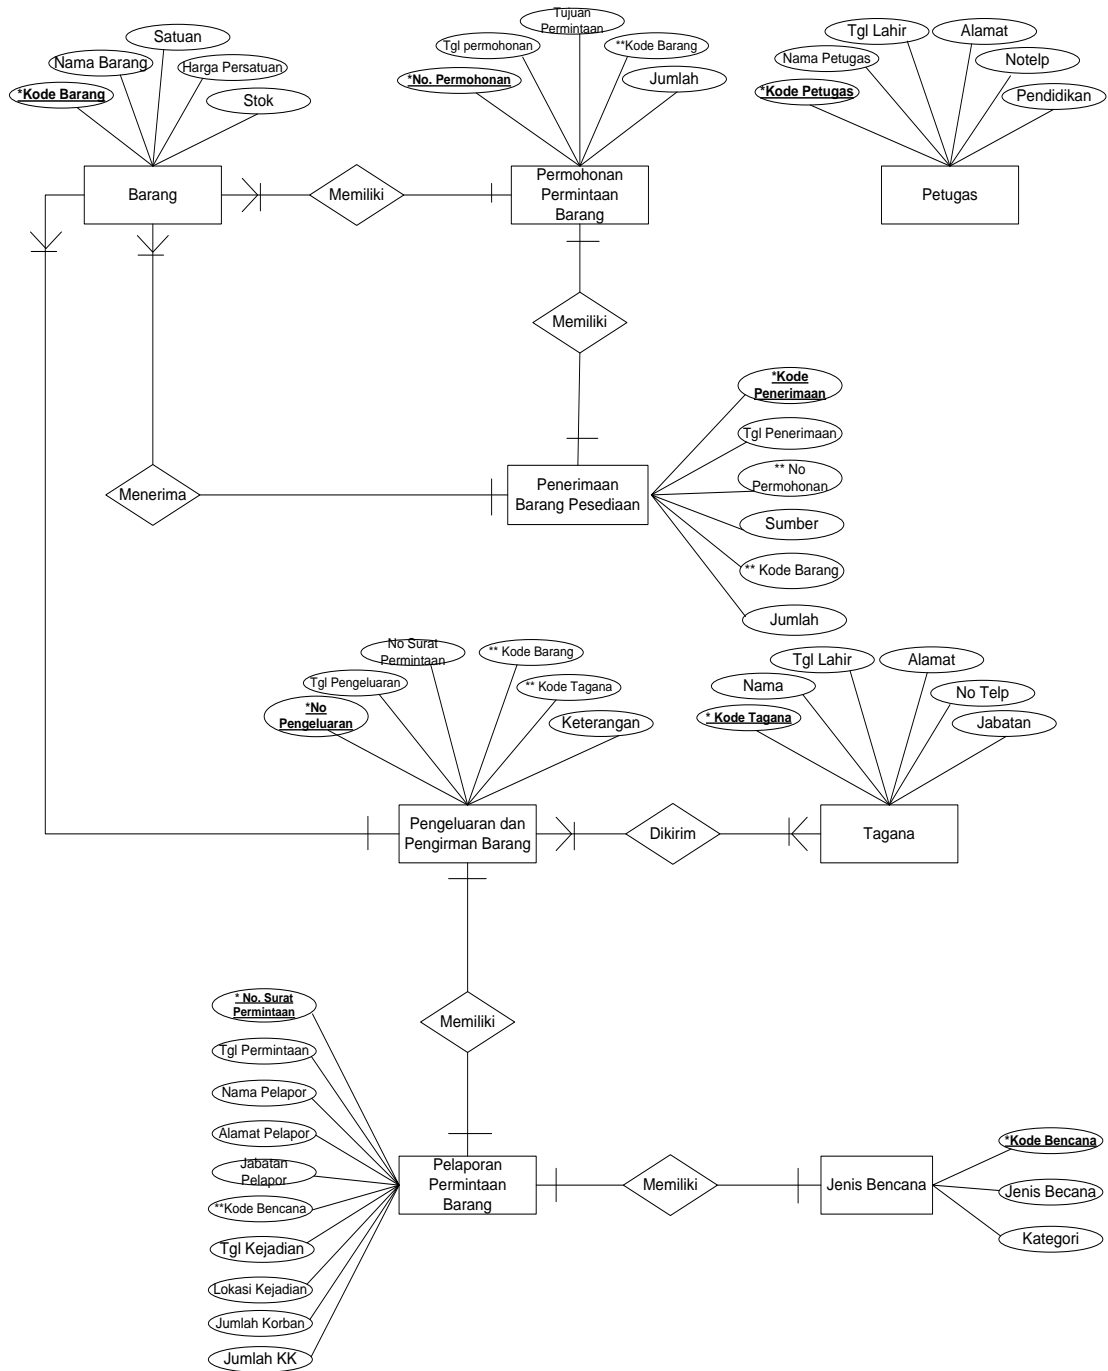 Satuan
Nama Barang
Harga Persatuan
*Kode Barang
Stok
Tujuan
Permintaan
Tgl permohonan
**Kode Barang
*No. Permohonan
Jumlah
Tgl Lahir
Alamat
Nama Petugas
Notelp
*Kode Petugas
Pendidikan
Barang
Memiliki
Permohonan
Permintaan
Barang
Petugas
Memiliki
*Kode
Penerimaan
Tgl Penerimaan
** No
Permohonan
Sumber
** Kode Barang
Jumlah
Menerima
Penerimaan
Barang Pesediaan
No Surat
Permintaan
** Kode Barang
Tgl Pengeluaran
** Kode Tagana
*No
Pengeluaran
Keterangan
Tgl Lahir
Alamat
Nama
No Telp
* Kode Tagana
Jabatan
Pengeluaran dan
Pengirman Barang
Dikirim
Tagana
Memiliki
* No. Surat
Permintaan
Tgl Permintaan
Nama Pelapor
Alamat Pelapor
Jabatan
Pelapor
**Kode Bencana
Tgl Kejadian
Lokasi Kejadian
Jumlah Korban
Jumlah KK
Pelaporan
Permintaan
Barang
Memiliki
Jenis Bencana
*Kode Bencana
Jenis Becana
Kategori